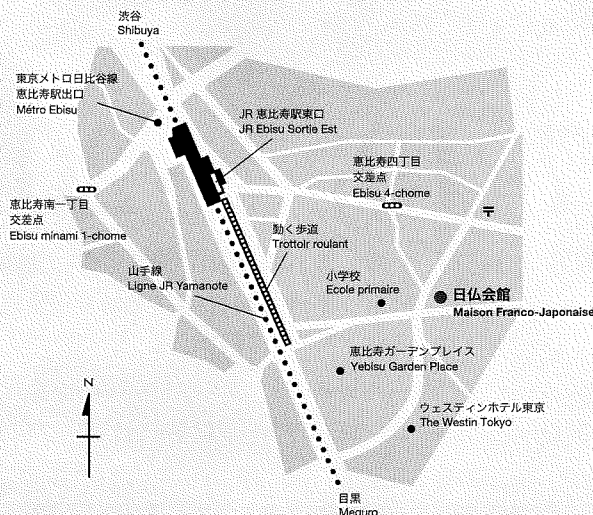 渋谷
Shibuya
東京メトロ日比谷線
恵比寿駅出口
Métro Ebisu
JR 恵比寿駅東口
JR Ebisu Sortie Est
恵比寿四丁目
交差点
Ebisu 4-chome
〒
恵比寿南一丁目
交差点
Ebisu minami 1-chome
動く歩道
Trottoir roulant
山手線
Ligne JR Yamanote
小学校
Ecole primaire
日仏会館
Maison Franco-Japonaise
恵比寿ガーデンプレイス
Yebisu Garden Place
ウェスティンホテル東京
The Westin Tokyo
N
目黒
Meguro